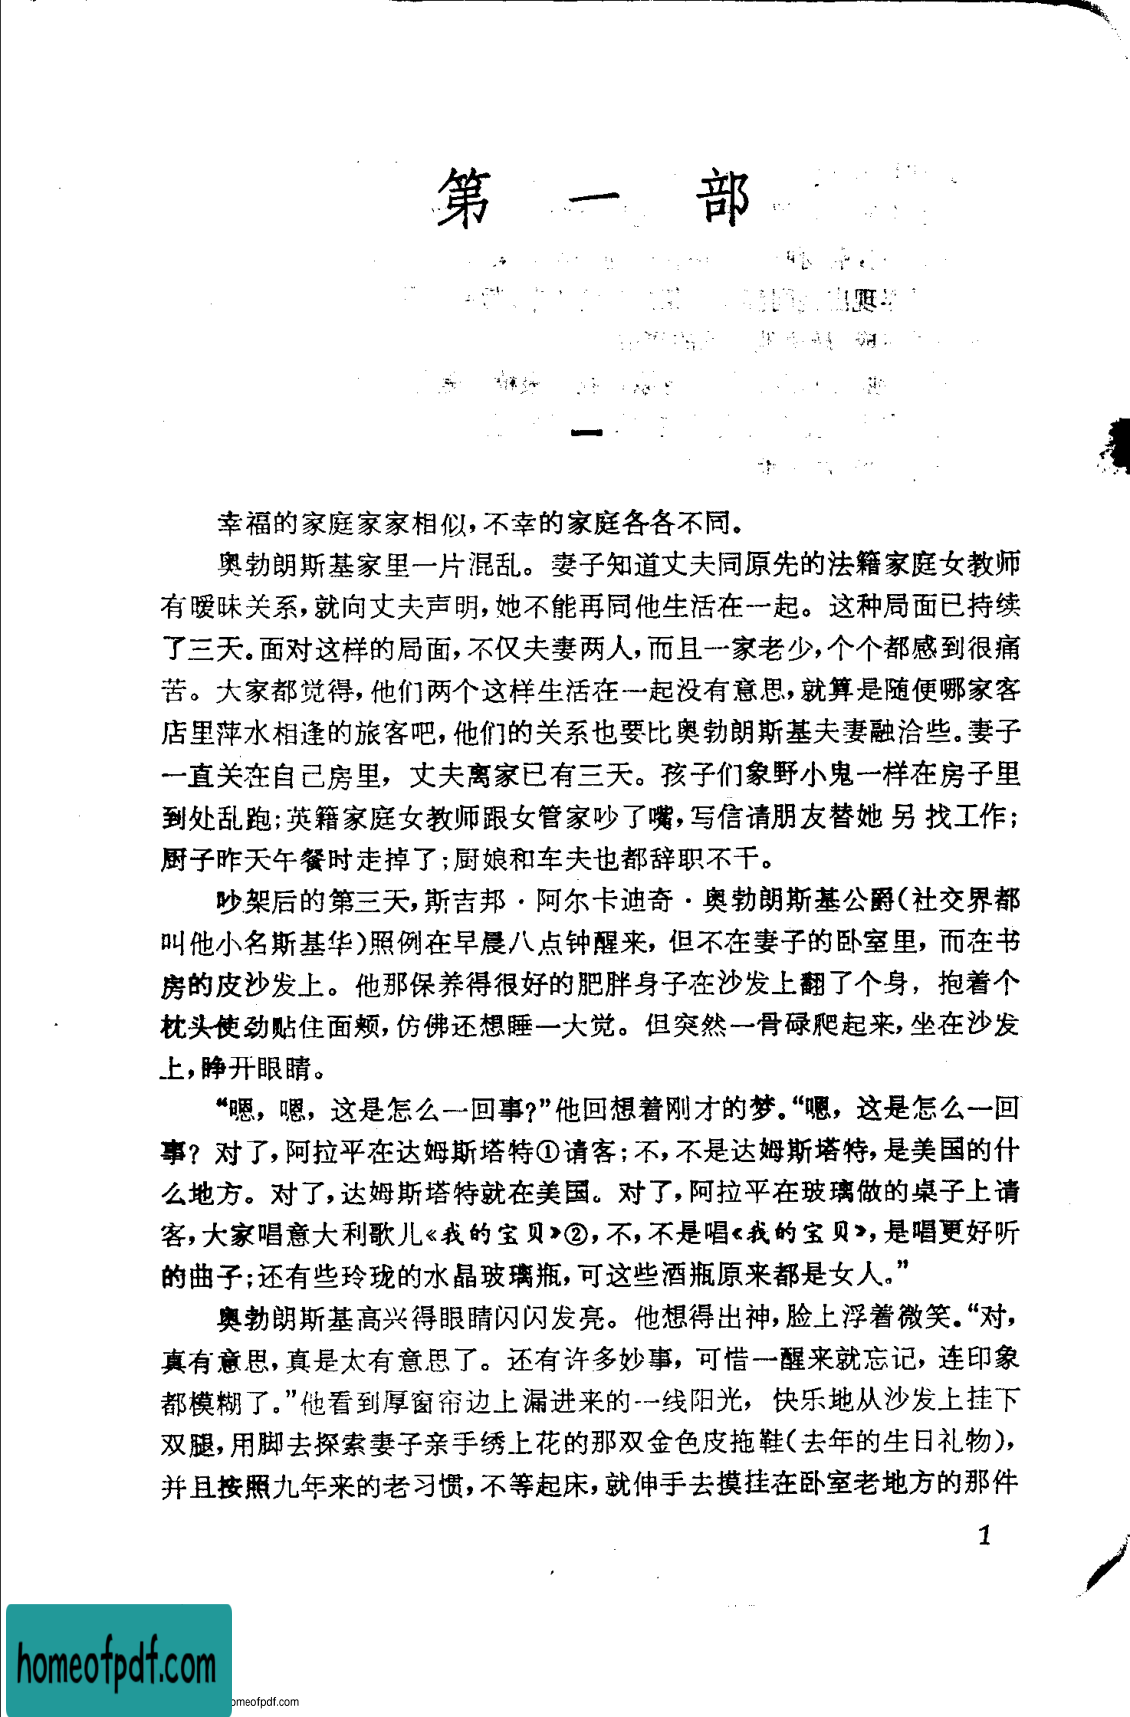 第一部
一
幸福的家庭家家相似，不幸的家庭各各不同。
奥勃朗斯基家里一片混乱。妻子知道丈夫同原先的法籍家庭女教师
有暧昧关系，就向丈夫声明，她不能再同他生活在一起。这种局面已持续
了三天。面对这样的局面，不仅夫妻两人，而且一家老少，个个都感到很痛
苦。大家都觉得，他们两个这样生活在一起没有意思，就算是随便哪家客
店里萍水相逢的旅客吧，他们的关系也要比奥勃朗斯基夫妻融洽些。妻子
一直关在自己房里，丈夫离家已有三天。孩子们象野小鬼一样在房子里
到处乱跑；英籍家庭女教师跟女管家吵了嘴，写信请朋友替她另找工作；
厨子昨天午餐时走掉了；厨娘和车夫也都辞职不干。
吵架后的第三天，斯吉邦·阿尔卡迪奇·奥勃朗斯基公爵（社交界都
叫他小名斯基华）照例在早晨八点钟醒来，但不在妻子的卧室里，而在书
房的皮沙发上。他那保养得很好的肥胖身子在沙发上翻了个身，抱着个
枕头使劲贴住面颊，仿佛还想睡一大觉。但突然一骨碌爬起来，坐在沙发
上，睁开眼睛。
“嗯，嗯，这是怎么一回事？”他回想着刚才的梦。“嗯，这是怎么一回
事？对了，阿拉平在达姆斯塔特①请客；不，不是达姆斯塔特，是美国的什
么地方。对了，达姆斯塔特就在美国。对了，阿拉平在玻璃做的桌子上请
客，大家唱意大利歌儿《我的宝贝》②，不，不是唱《我的宝贝》，是唱更好听
的曲子；还有些玲珑的水晶玻璃瓶，可这些酒瓶原来都是女人。”
奥勃朗斯基高兴得眼睛闪闪发亮。他想得出神，脸上浮着微笑。“对，
真有意思，真是太有意思了。还有许多妙事，可惜一醒来就忘记，连印象
都模糊了。”他看到厚窗帘边上漏进来的一线阳光，快乐地从沙发上挂下
双腿，用脚去探索妻子亲手绣上花的那双金色皮拖鞋（去年的生日礼物），
并且按照九年来的老习惯，不等起床，就伸手去摸挂在卧室老地方的那件
1
homeofpdf.com
omeofpdf.com